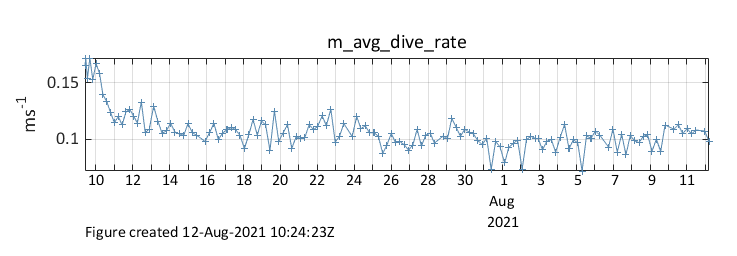 m_avg_dive_rate
ms-1
0.15
0.1
10 12 14 16 18 20 22 24 26 28 30 1 3 5 7 9 11
Aug
2021
Figure created 12-Aug-2021 10:24:23Z